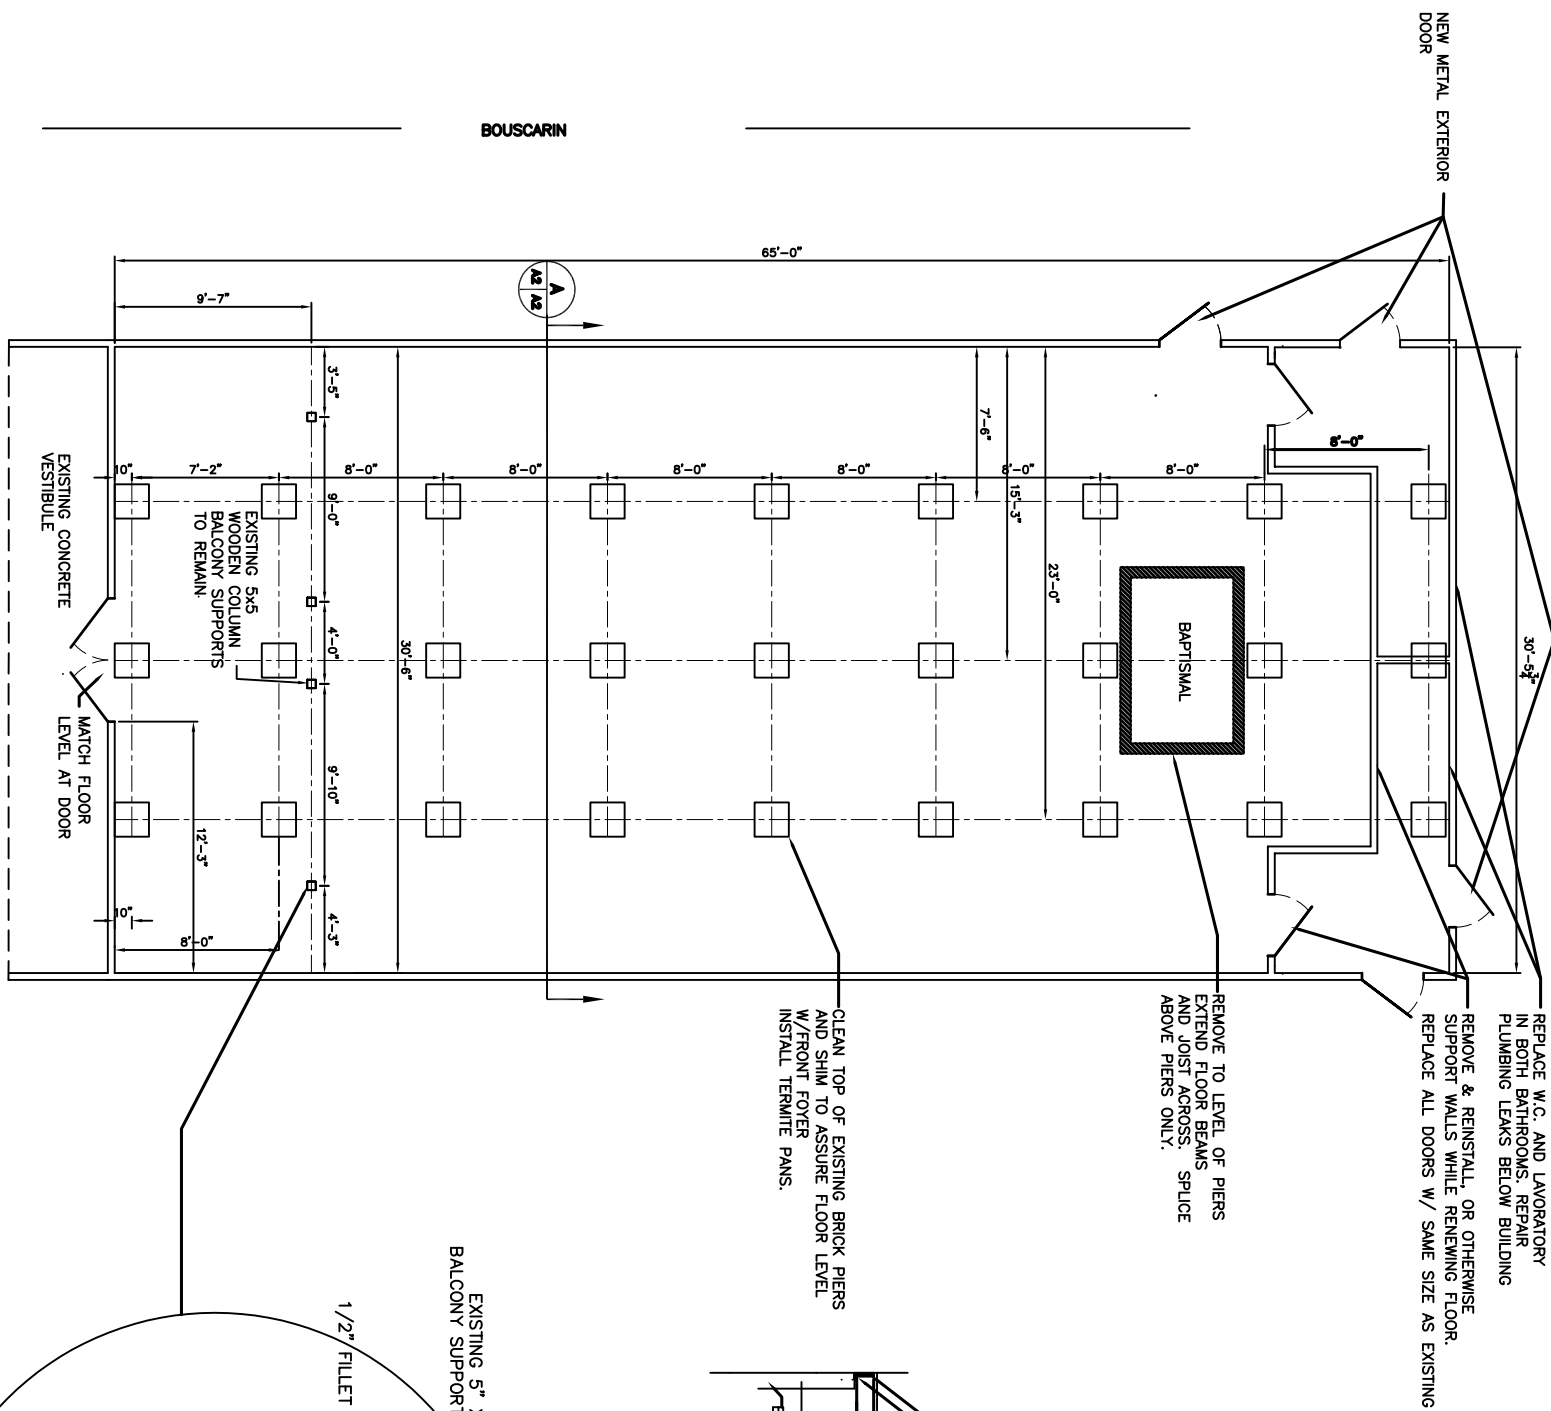 NEW METAL EXTERIOR
DOOR
BOUSCARIN
65'-0"
9'-7"
A
A2
A2
3'-5"
9'-0"
4'-0"
9'-10"
4'-3"
30'-6"
7'-6"
15'-3"
23'-0"
8'-0"
30'-5 3/4"
10"
7'-2"
8'-0"
8'-0"
8'-0"
8'-0"
8'-0"
8'-0"
EXISTING CONCRETE
VESTIBULE
EXISTING 5x5
WOODEN COLUMN
BALCONY SUPPORTS
TO REMAIN.
BAPTISMAL
MATCH FLOOR
LEVEL AT DOOR
12'-3"
10"
8'-0"
REPLACE W.C. AND LAVORATORY
IN BOTH BATHROOMS. REPAIR
PLUMBING LEAKS BELOW BUILDING
REMOVE & REINSTALL, OR OTHERWISE
SUPPORT WALLS WHILE RENEWING FLOOR.
REPLACE ALL DOORS W/ SAME SIZE AS EXISTING
REMOVE TO LEVEL OF PIERS
EXTEND FLOOR BEAMS
AND JOIST ACROSS. SPLICE
ABOVE PIERS ONLY.
CLEAN TOP OF EXISTING BRICK PIERS
AND SHIM TO ASSURE FLOOR LEVEL
W/FRONT FOYER
INSTALL TERMITE PANS.
EXISTING 5"
BALCONY SUPPORT
1/2" FILLET